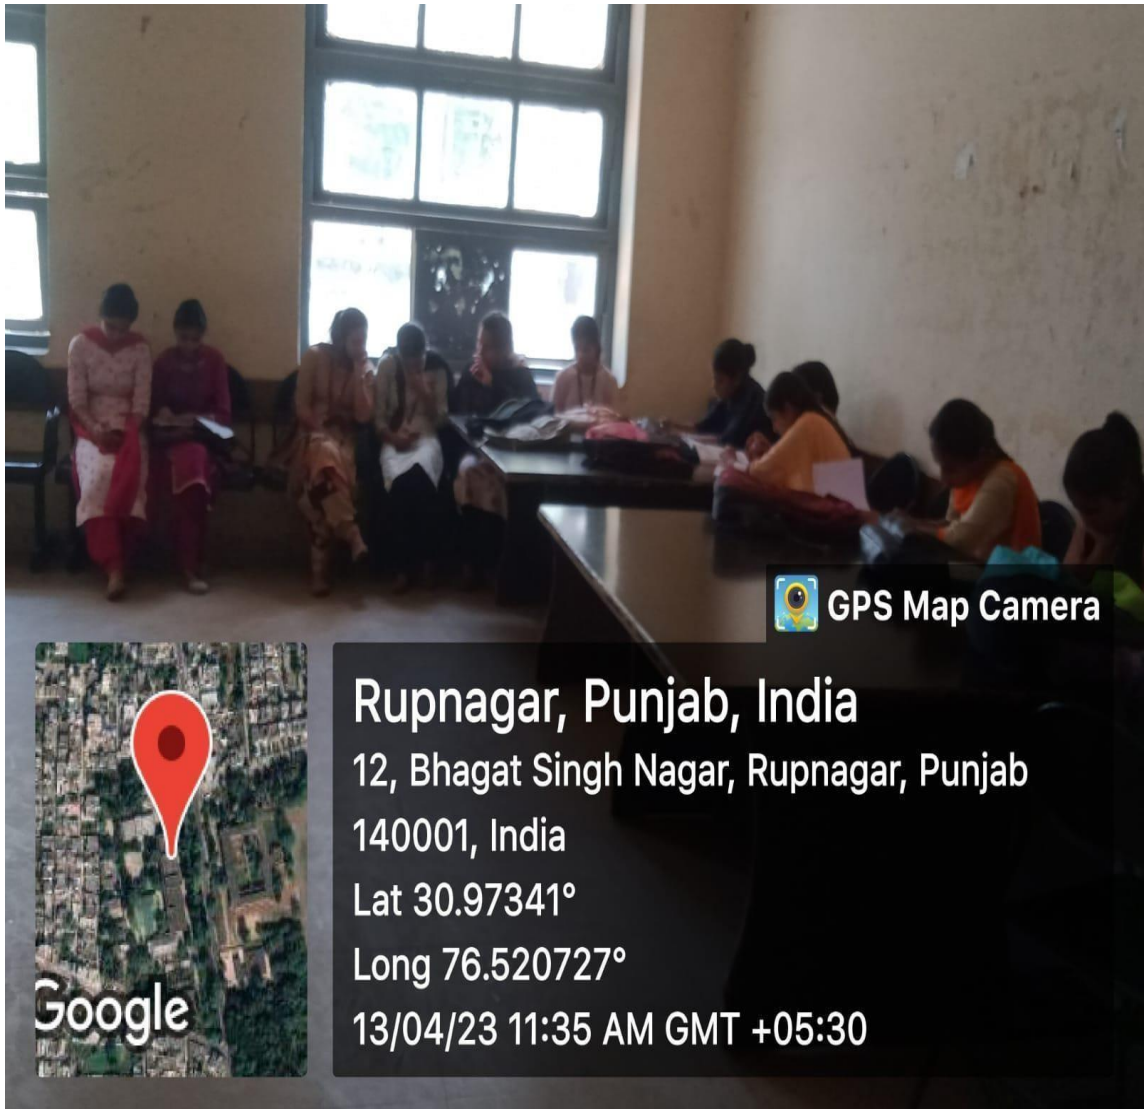 GPS Map Camera
Rupnagar, Punjab, India
12, Bhagat Singh Nagar, Rupnagar, Punjab
140001, India
Lat 30.97341°
Long 76.520727°
13/04/23 11:35 AM GMT +05:30
Google